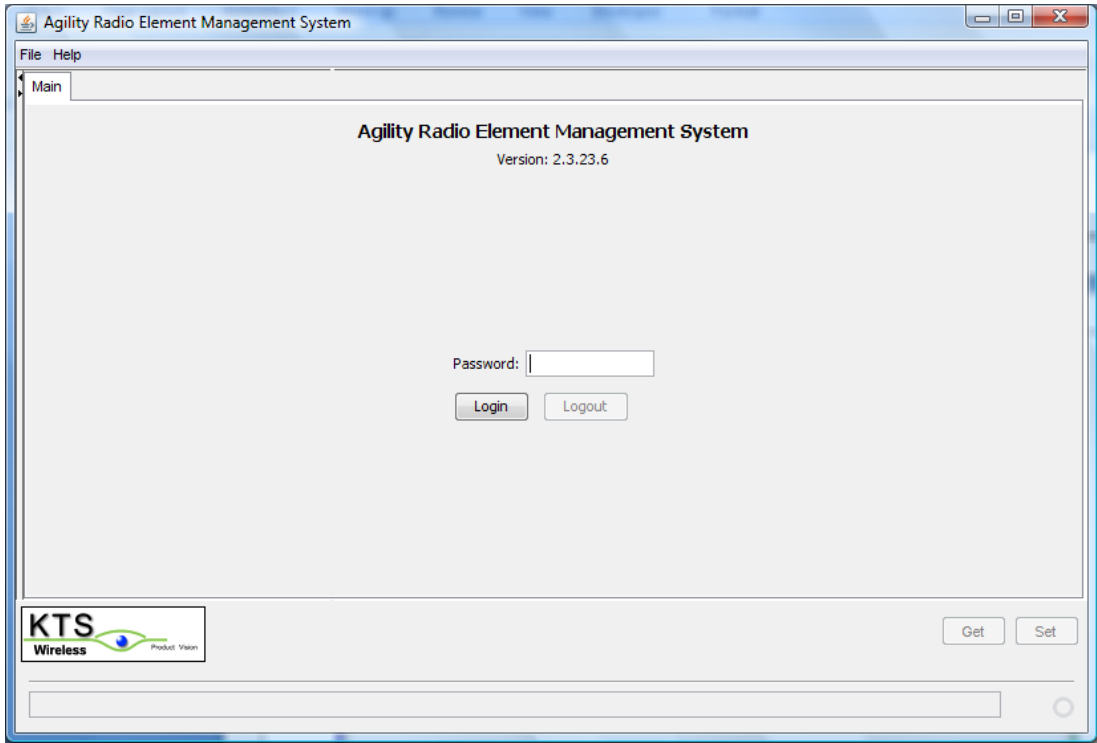 Agility Radio Element Management System
File Help
Main
Agility Radio Element Management System
Version: 2.3.23.6
Password:
Login Logout
KTS
Wireless Product Vision
Get Set